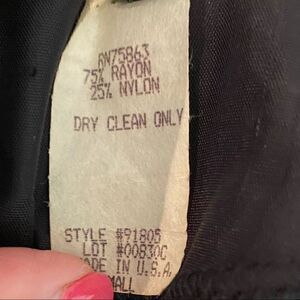 RN75863
75% RAYON
25% NYLON
DRY CLEAN ONLY
STYLE #91805
LOT #00830C
ADE IN U.S.A
MALL